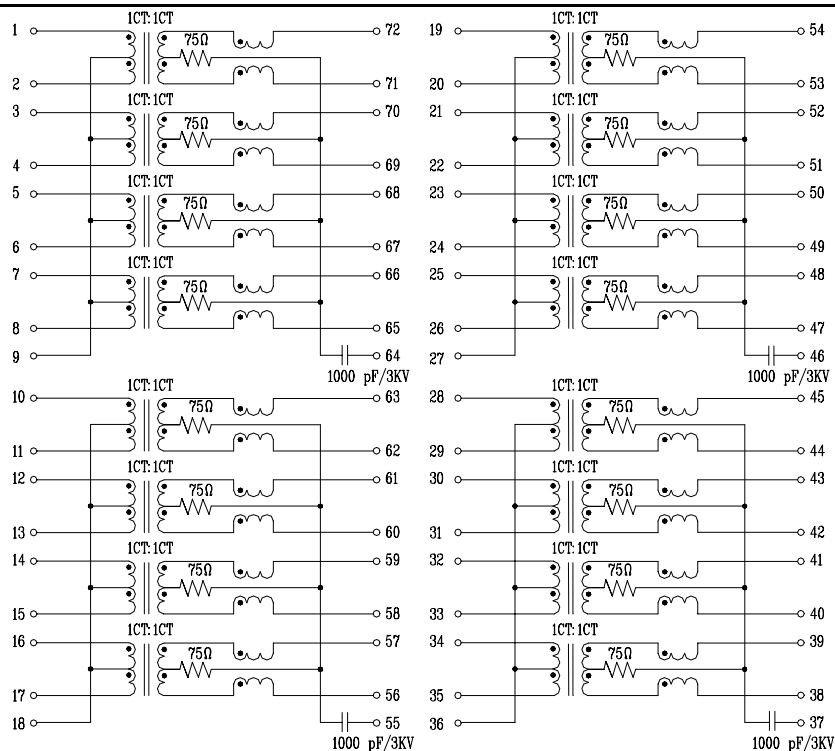 1CT:1CT 1CT:1CT
1 75Ω 72 19 75Ω 54
2 71 20 53
1CT:1CT 1CT:1CT
3 75Ω 70 21 75Ω 52
4 69 22 51
1CT:1CT 1CT:1CT
5 75Ω 68 23 75Ω 50
6 67 24 49
1CT:1CT 1CT:1CT
7 75Ω 66 25 75Ω 48
8 65 26 47
9 64 27 46
1000 pF/3KV 1000 pF/3KV
1CT:1CT 1CT:1CT
10 75Ω 63 28 75Ω 45
11 62 29 44
1CT:1CT 1CT:1CT
12 75Ω 61 30 75Ω 43
13 60 31 42
1CT:1CT 1CT:1CT
14 75Ω 59 32 75Ω 41
15 58 33 40
1CT:1CT 1CT:1CT
16 75Ω 57 34 75Ω 39
17 56 35 38
18 55 36 37
1000 pF/3KV 1000 pF/3KV